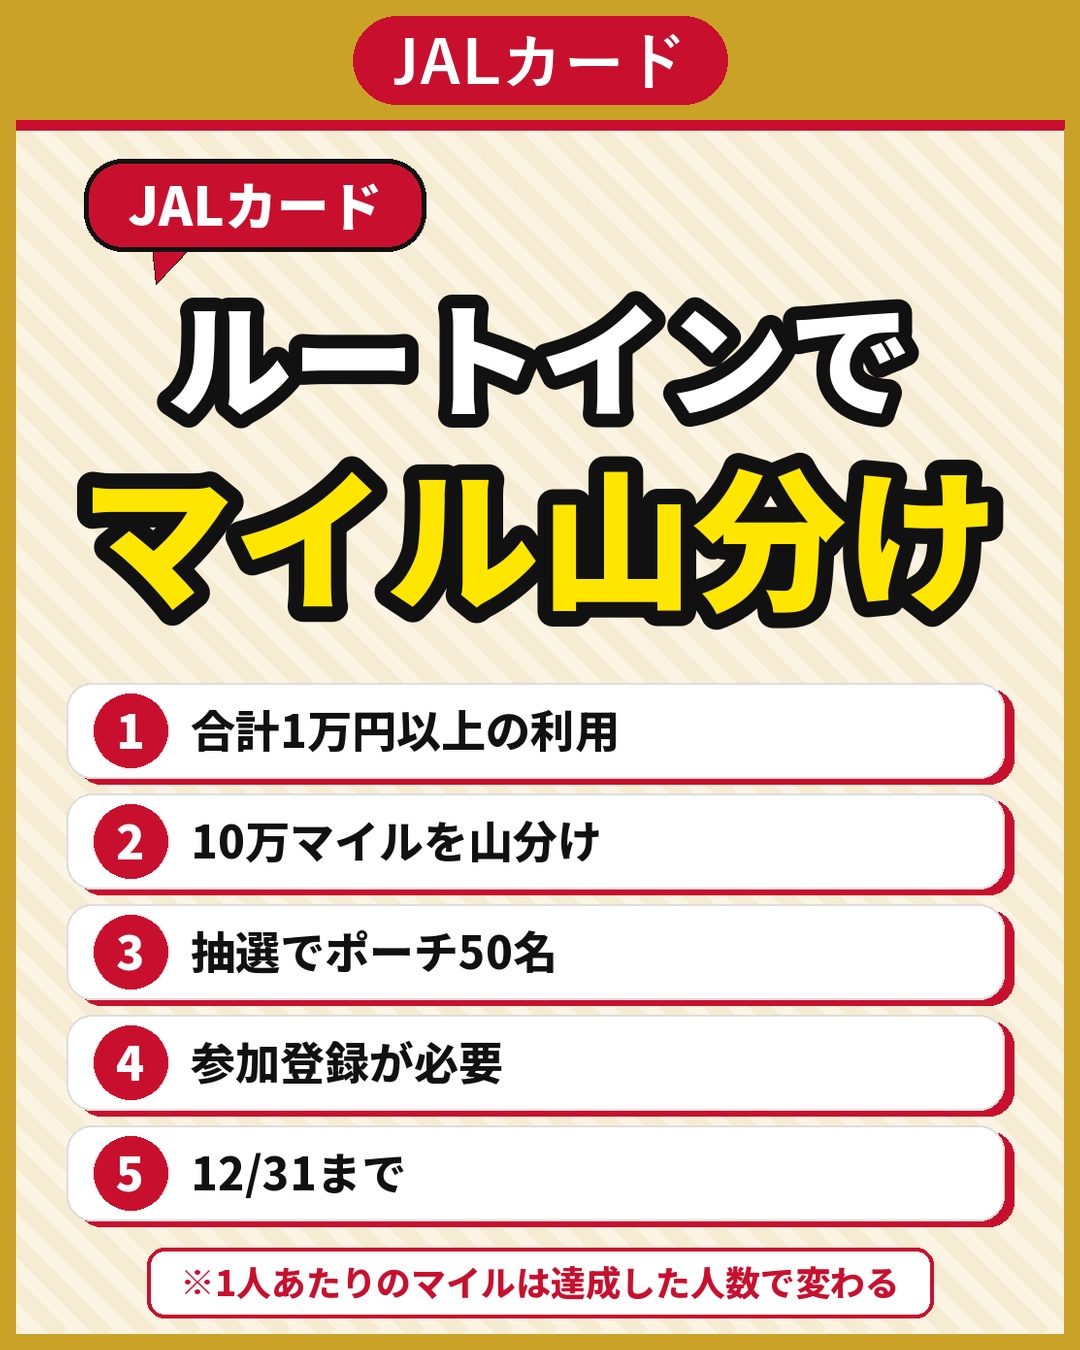 JALカード
JALカード
ルートインで
マイル山分け
1 合計1万円以上の利用
2 10万マイルを山分け
3 抽選でポーチ50名
4 参加登録が必要
5 12/31まで
※1人あたりのマイルは達成した人数で変わる